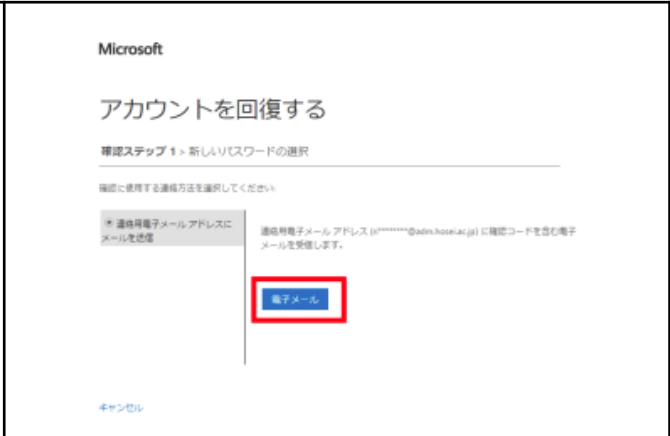 Microsoft
アカウントを回復する
確認ステップ 1 > 新しいパスワードの選択
確認に使用する連絡方法を選択してください:
連絡用電子メール アドレスに
メールを送信
連絡用電子メール アドレス (n********@adm.hosei.ac.jp) に確認コードを含む電子
メールを受信します。
電子メール
キャンセル